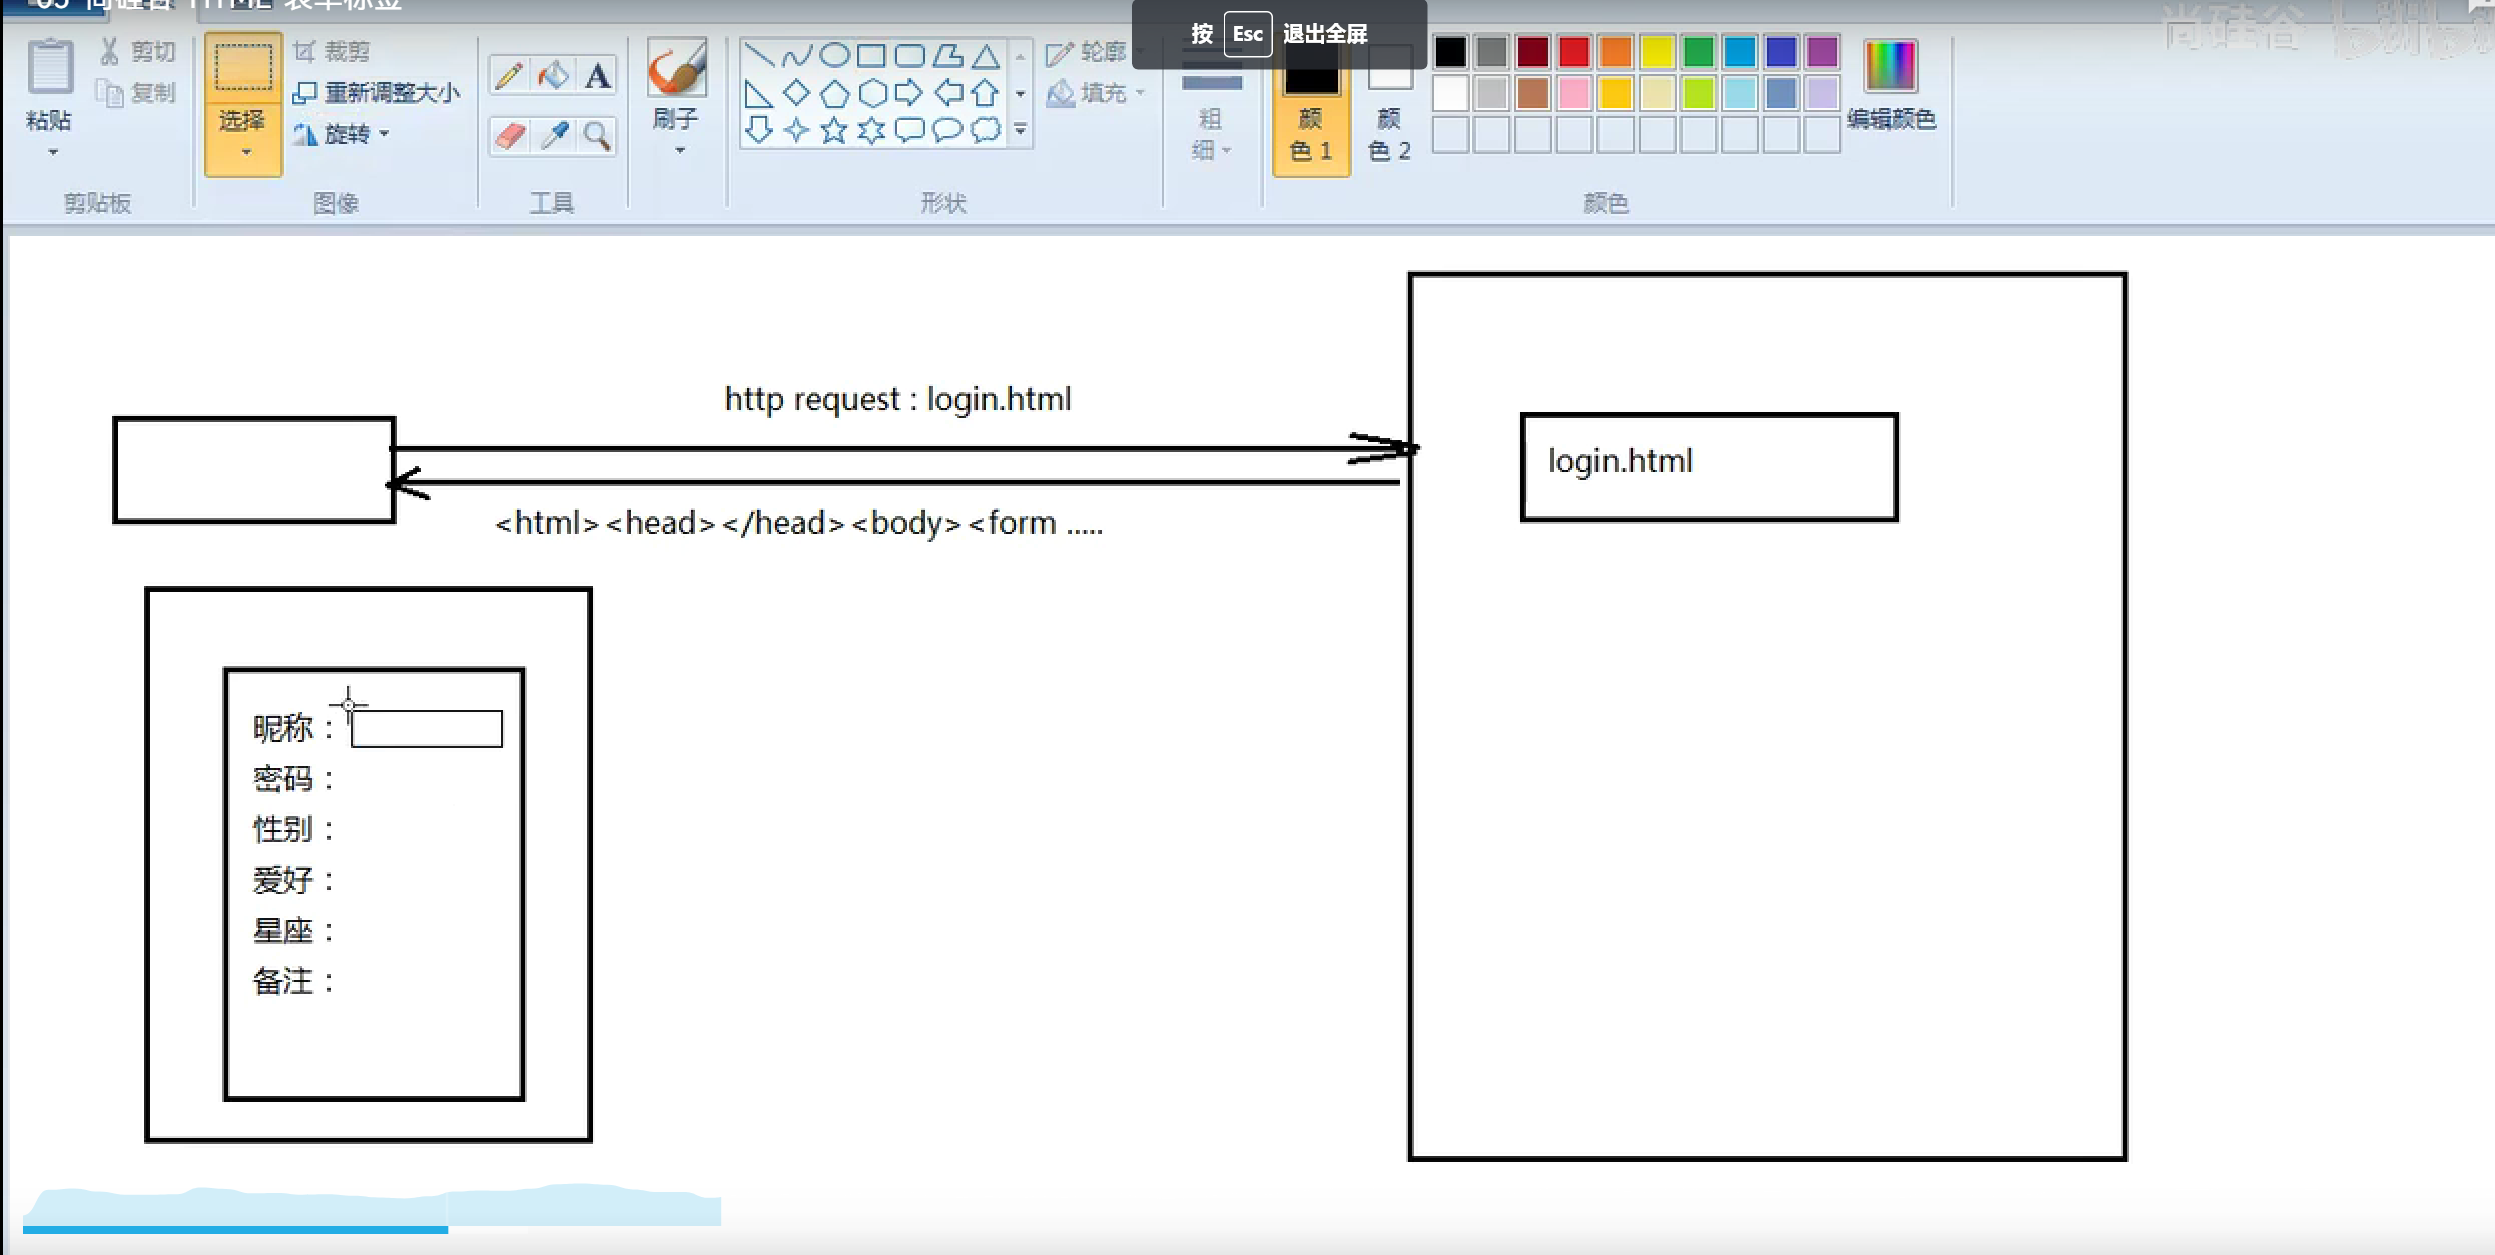 05 尚硅谷 HTML 表单标签
按 Esc 退出全屏
粘贴
剪切
复制
剪贴板
选择
裁剪
重新调整大小
旋转
图像
A
工具
刷子
形状
轮廓
填充
粗
细
颜
色 1
颜
色 2
编辑颜色
颜色
尚硅谷 bilibili
http request : login.html
<html><head></head><body><form .....
login.html
昵称：
密码：
性别：
爱好：
星座：
备注：